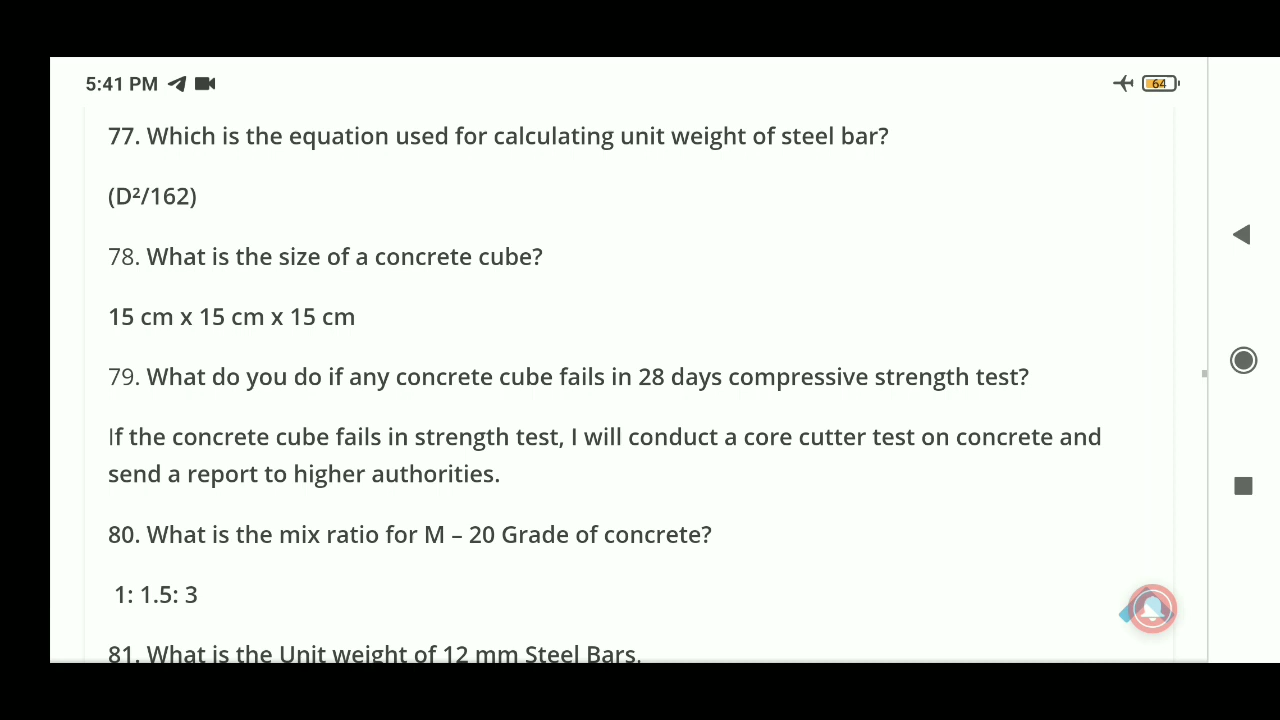 5:41 PM
64
77. Which is the equation used for calculating unit weight of steel bar?
(D²/162)
78. What is the size of a concrete cube?
15 cm x 15 cm x 15 cm
79. What do you do if any concrete cube fails in 28 days compressive strength test?
If the concrete cube fails in strength test, I will conduct a core cutter test on concrete and
send a report to higher authorities.
80. What is the mix ratio for M – 20 Grade of concrete?
1: 1.5: 3
81. What is the Unit weight of 12 mm Steel Bars.